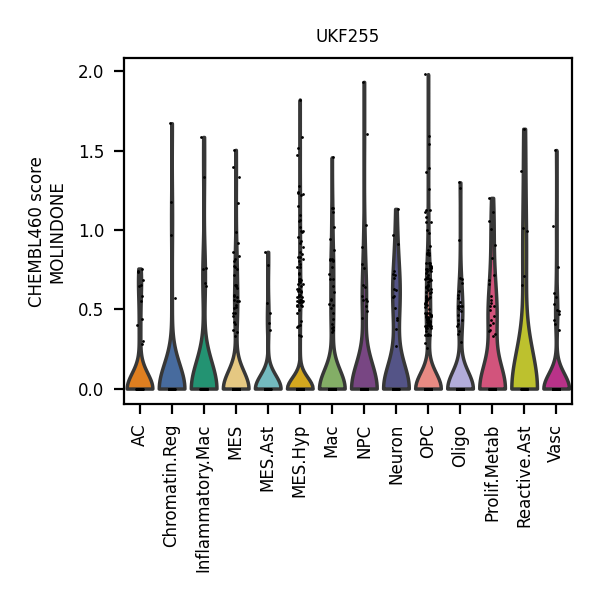 UKF255
CHEMBL460 score
MOLINDONE
2.0
1.5
1.0
0.5
0.0
AC
Chromatin.Reg
Inflammatory.Mac
MES
MES.Ast
MES.Hyp
Mac
NPC
Neuron
OPC
Oligo
Prolif.Metab
Reactive.Ast
Vasc